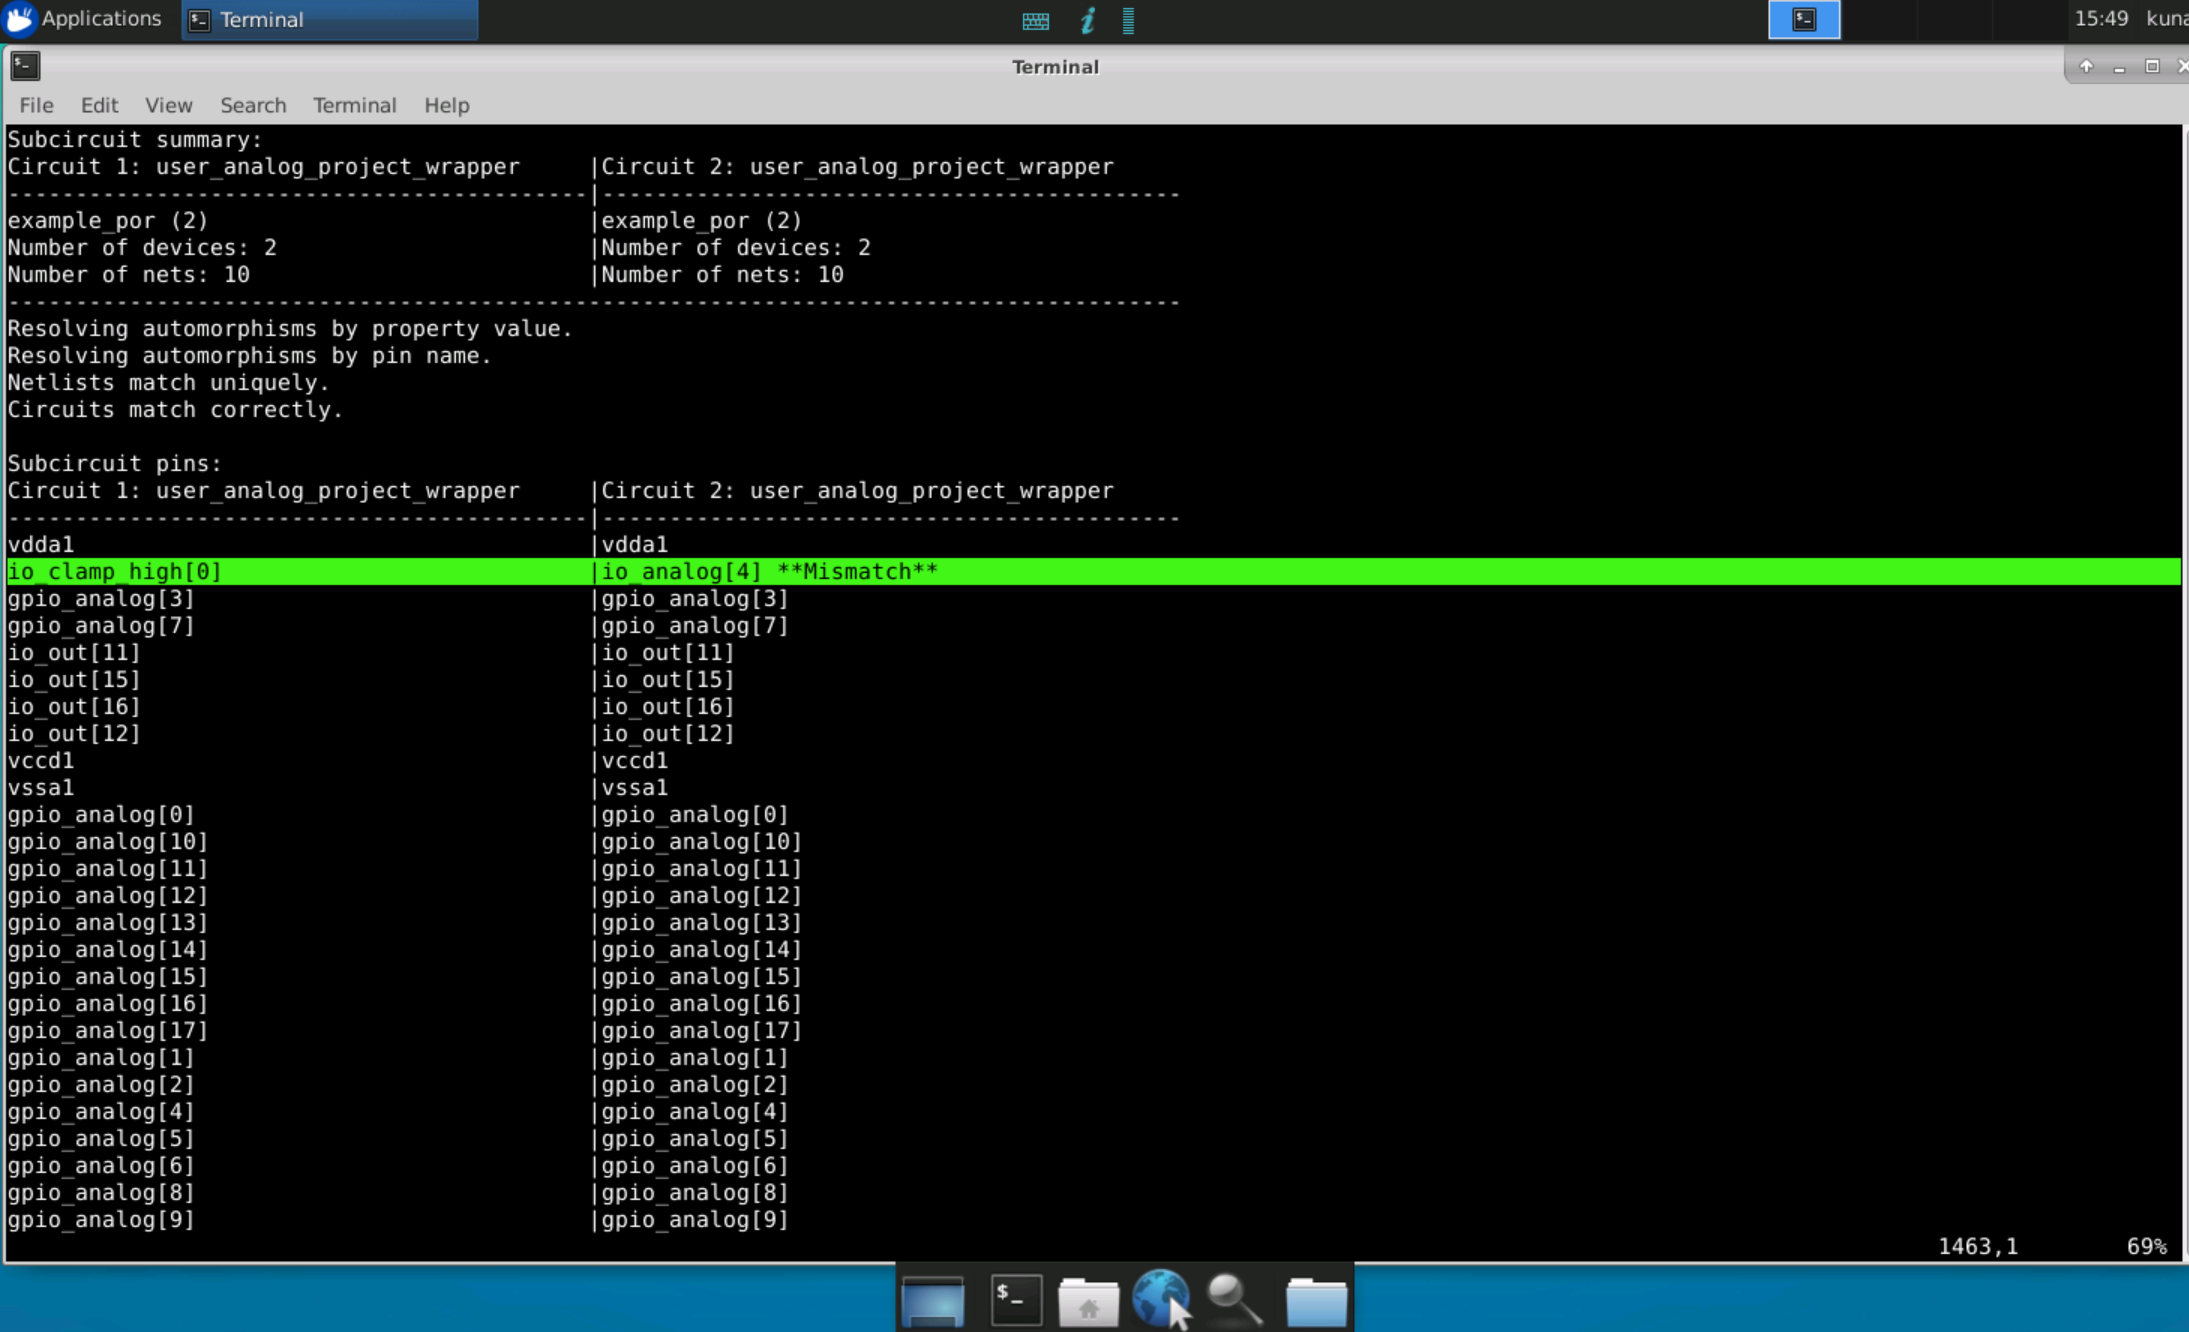 Applications
Terminal
15:49 kuna
Terminal
File Edit View Search Terminal Help
Subcircuit summary:
Circuit 1: user_analog_project_wrapper |Circuit 2: user_analog_project_wrapper
-------------------------------------------|-------------------------------------------
example_por (2) |example_por (2)
Number of devices: 2 |Number of devices: 2
Number of nets: 10 |Number of nets: 10
---------------------------------------------------------------------------------------
Resolving automorphisms by property value.
Resolving automorphisms by pin name.
Netlists match uniquely.
Circuits match correctly.
Subcircuit pins:
Circuit 1: user_analog_project_wrapper |Circuit 2: user_analog_project_wrapper
-------------------------------------------|-------------------------------------------
vdda1 |vdda1
io_clamp_high[0] |io_analog[4] **Mismatch**
gpio_analog[3] |gpio_analog[3]
gpio_analog[7] |gpio_analog[7]
io_out[11] |io_out[11]
io_out[15] |io_out[15]
io_out[16] |io_out[16]
io_out[12] |io_out[12]
vccd1 |vccd1
vssa1 |vssa1
gpio_analog[0] |gpio_analog[0]
gpio_analog[10] |gpio_analog[10]
gpio_analog[11] |gpio_analog[11]
gpio_analog[12] |gpio_analog[12]
gpio_analog[13] |gpio_analog[13]
gpio_analog[14] |gpio_analog[14]
gpio_analog[15] |gpio_analog[15]
gpio_analog[16] |gpio_analog[16]
gpio_analog[17] |gpio_analog[17]
gpio_analog[1] |gpio_analog[1]
gpio_analog[2] |gpio_analog[2]
gpio_analog[4] |gpio_analog[4]
gpio_analog[5] |gpio_analog[5]
gpio_analog[6] |gpio_analog[6]
gpio_analog[8] |gpio_analog[8]
gpio_analog[9] |gpio_analog[9]
1463,1 69%